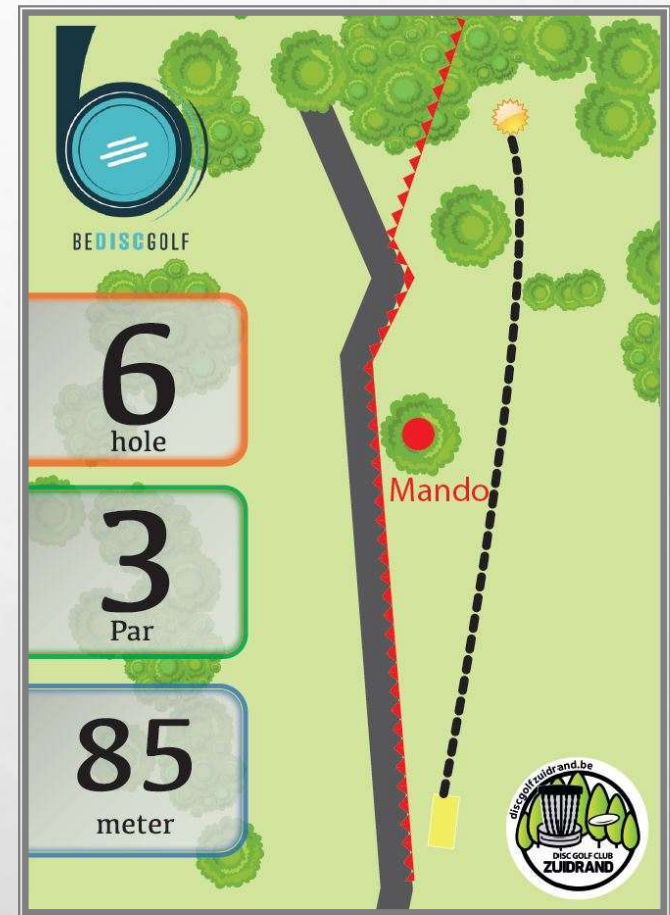 BEDISCGOLF
6
hole
3
Par
85
meter
Mando
discgolfzuidrand.be
DISC GOLF CLUB
ZUIDRAND